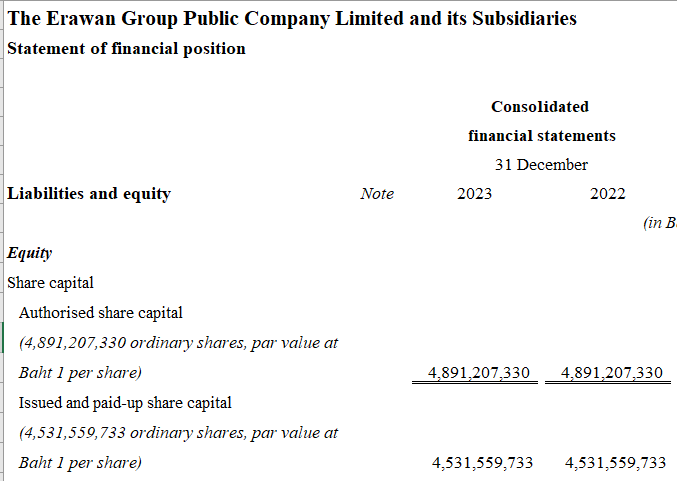 The Erawan Group Public Company Limited and its Subsidiaries
Statement of financial position
Consolidated
financial statements
31 December
Liabilities and equity Note 2023 2022
(in B
Equity
Share capital
Authorised share capital
(4,891,207,330 ordinary shares, par value at
Baht 1 per share) 4,891,207,330 4,891,207,330
Issued and paid-up share capital
(4,531,559,733 ordinary shares, par value at
Baht 1 per share) 4,531,559,733 4,531,559,733